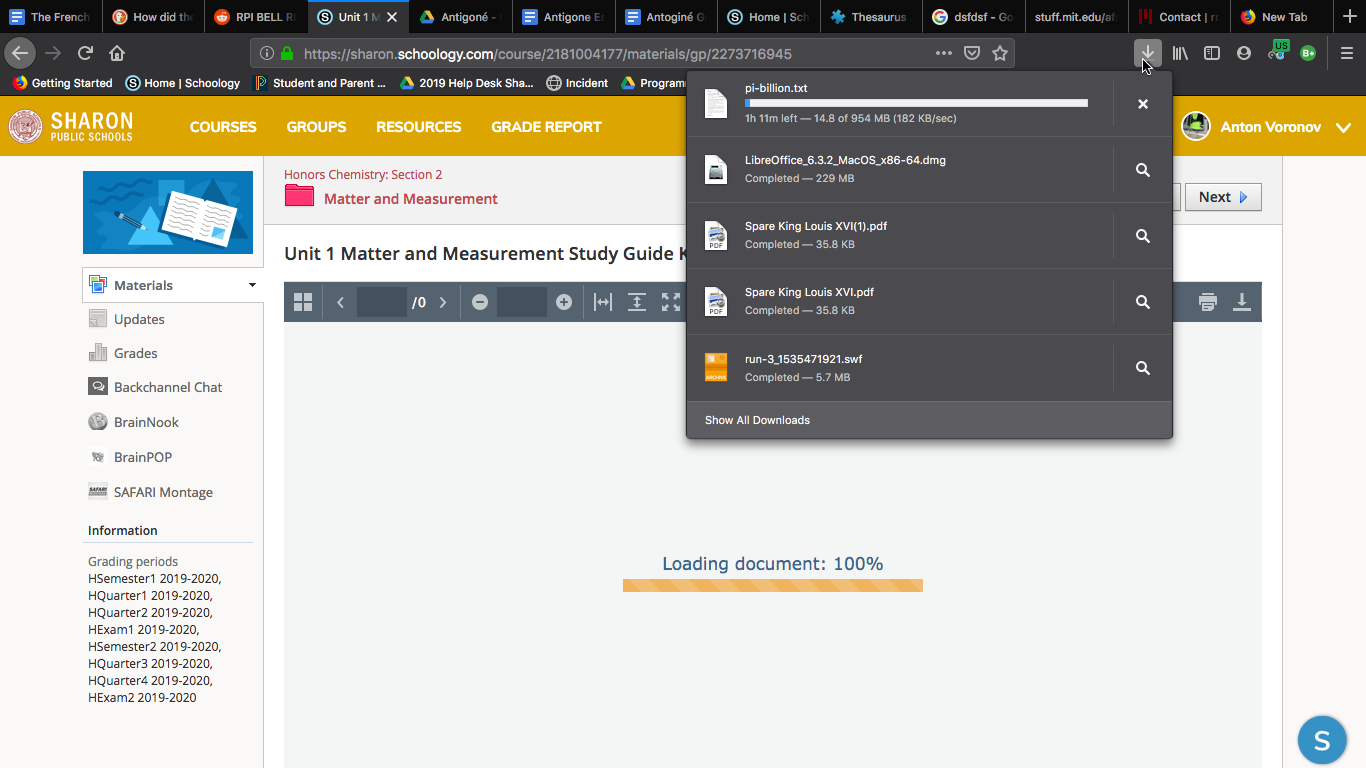 The French
How did the
RPI BELL R
Unit 1 M
Antigoné -
Antigone Es
Antoginé G
Home | Sch
Thesaurus
dsfdsf - Go
stuff.mit.edu/afs
Contact | rr
New Tab
https://sharon.schoology.com/course/2181004177/materials/gp/2273716945
US
B+
Getting Started
Home | Schoology
Student and Parent ...
2019 Help Desk Sha...
Incident
Program
SHARON
PUBLIC SCHOOLS
COURSES
GROUPS
RESOURCES
GRADE REPORT
Anton Voronov
pi-billion.txt
1h 11m left — 14.8 of 954 MB (182 KB/sec)
LibreOffice_6.3.2_MacOS_x86-64.dmg
Completed — 229 MB
PDF
Spare King Louis XVI(1).pdf
Completed — 35.8 KB
PDF
Spare King Louis XVI.pdf
Completed — 35.8 KB
ARCHIVE
run-3_1535471921.swf
Completed — 5.7 MB
Show All Downloads
Honors Chemistry: Section 2
Matter and Measurement
Next
Unit 1 Matter and Measurement Study Guide K
/0
Materials
Updates
Grades
Backchannel Chat
BrainNook
BrainPOP
SAFARI Montage
Information
Grading periods
HSemester1 2019-2020,
HQuarter1 2019-2020,
HQuarter2 2019-2020,
HExam1 2019-2020,
HSemester2 2019-2020,
HQuarter3 2019-2020,
HQuarter4 2019-2020,
HExam2 2019-2020
Loading document: 100%
S